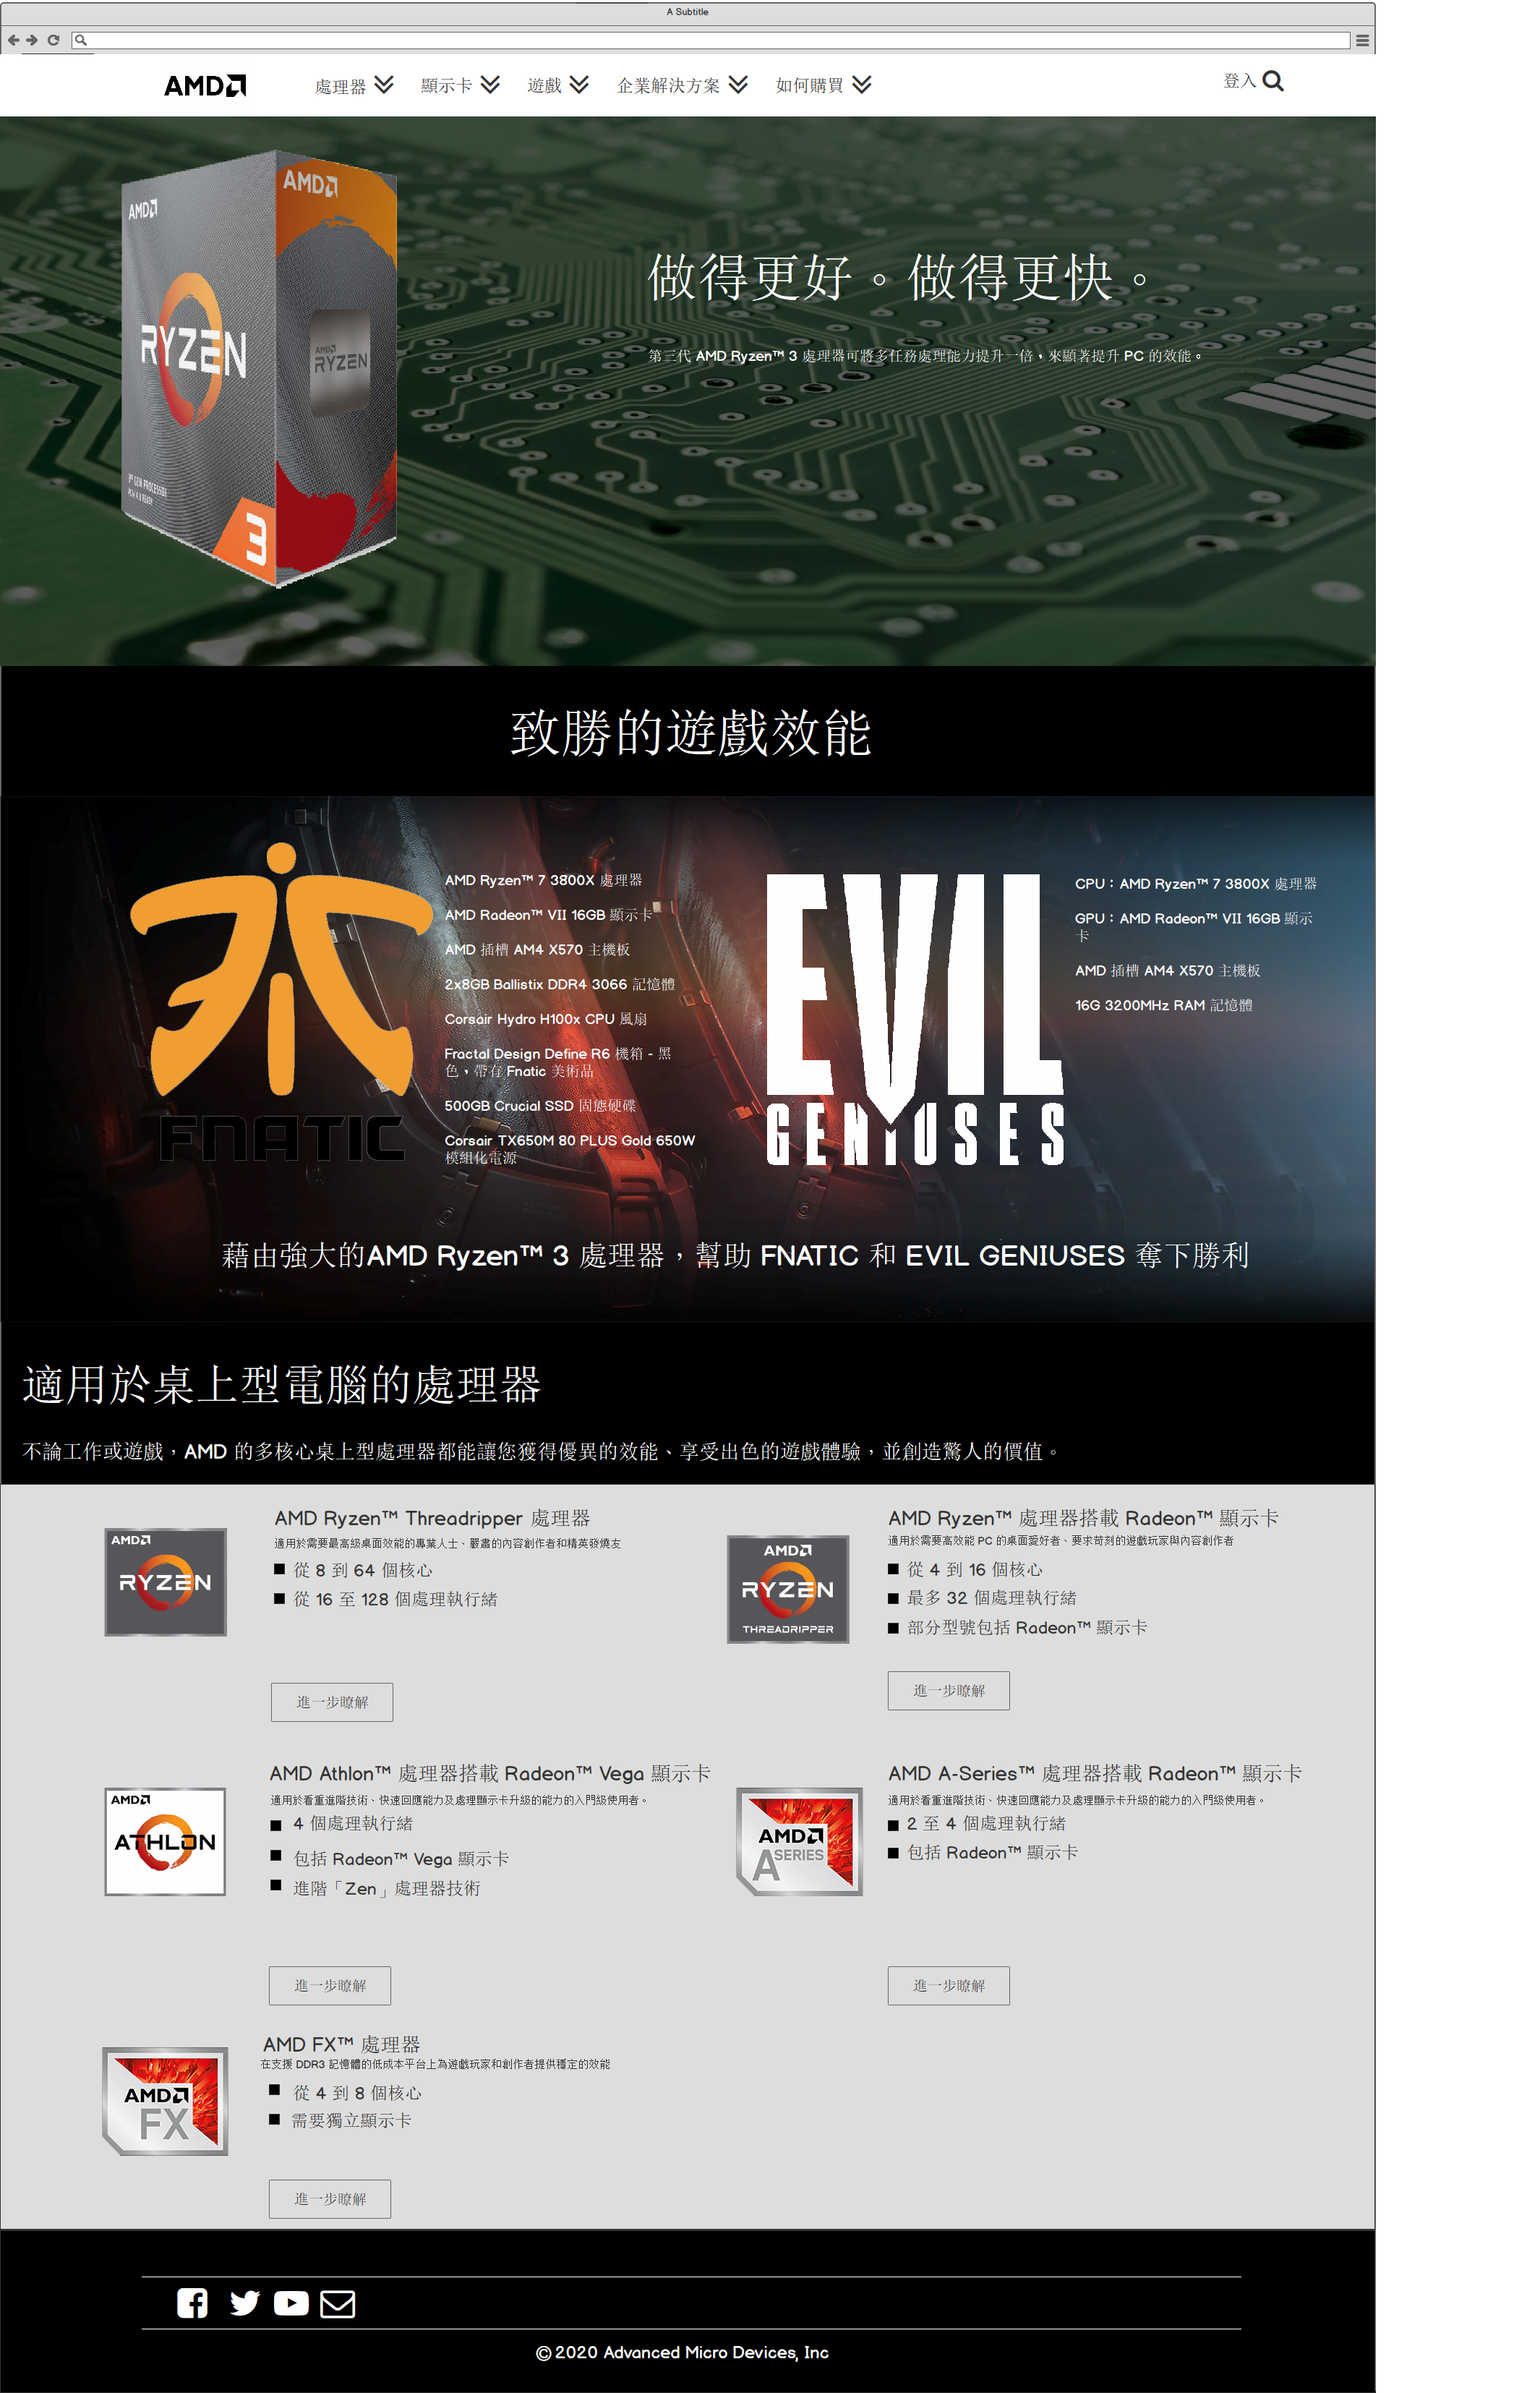 A Subtitle
AMD
處理器
顯示卡
遊戲
企業解決方案
如何購買
登入
AMD
AMD
RYZEN
AMD
RYZEN
3
做得更好。做得更快。
第三代 AMD Ryzen™ 3 處理器可將多任務處理能力提升一倍，來顯著提升 PC 的效能。
致勝的遊戲效能
FNATIC
AMD Ryzen™ 7 3800X 處理器
AMD Radeon™ VII 16GB 顯示卡
AMD 插槽 AM4 X570 主機板
2x8GB Ballistix DDR4 3066 記憶體
Corsair Hydro H100x CPU 風扇
Fractal Design Define R6 機箱 - 黑
色，帶有 Fnatic 美術品
500GB Crucial SSD 固態硬碟
Corsair TX650M 80 PLUS Gold 650W
模組化電源
EVIL
GENIUSES
CPU：AMD Ryzen™ 7 3800X 處理器
GPU：AMD Radeon™ VII 16GB 顯示
卡
AMD 插槽 AM4 X570 主機板
16G 3200MHz RAM 記憶體
藉由強大的AMD Ryzen™ 3 處理器，幫助 FNATIC 和 EVIL GENIUSES 奪下勝利
適用於桌上型電腦的處理器
不論工作或遊戲，AMD 的多核心桌上型處理器都能讓您獲得優異的效能、享受出色的遊戲體驗，並創造驚人的價值。
AMD
RYZEN
AMD Ryzen™ Threadripper 處理器
適用於需要最高級桌面效能的專業人士、嚴肅的內容創作者和精英發燒友
從 8 到 64 個核心
從 16 至 128 個處理執行緒
進一步瞭解
AMD
RYZEN
THREADRIPPER
AMD Ryzen™ 處理器搭載 Radeon™ 顯示卡
適用於需要高效能 PC 的桌面愛好者、要求苛刻的遊戲玩家與內容創作者
從 4 到 16 個核心
最多 32 個處理執行緒
部分型號包括 Radeon™ 顯示卡
進一步瞭解
AMD
ATHLON
AMD Athlon™ 處理器搭載 Radeon™ Vega 顯示卡
適用於看重進階技術、快速回應能力及處理顯示卡升級的能力的入門級使用者。
4 個處理執行緒
包括 Radeon™ Vega 顯示卡
進階「Zen」處理器技術
進一步瞭解
AMD
A SERIES
AMD A-Series™ 處理器搭載 Radeon™ 顯示卡
適用於看重進階技術、快速回應能力及處理顯示卡升級的能力的入門級使用者。
2 至 4 個處理執行緒
包括 Radeon™ 顯示卡
進一步瞭解
AMD
FX
AMD FX™ 處理器
在支援 DDR3 記憶體的低成本平台上為遊戲玩家和創作者提供穩定的效能
從 4 到 8 個核心
需要獨立顯示卡
進一步瞭解
© 2020 Advanced Micro Devices, Inc